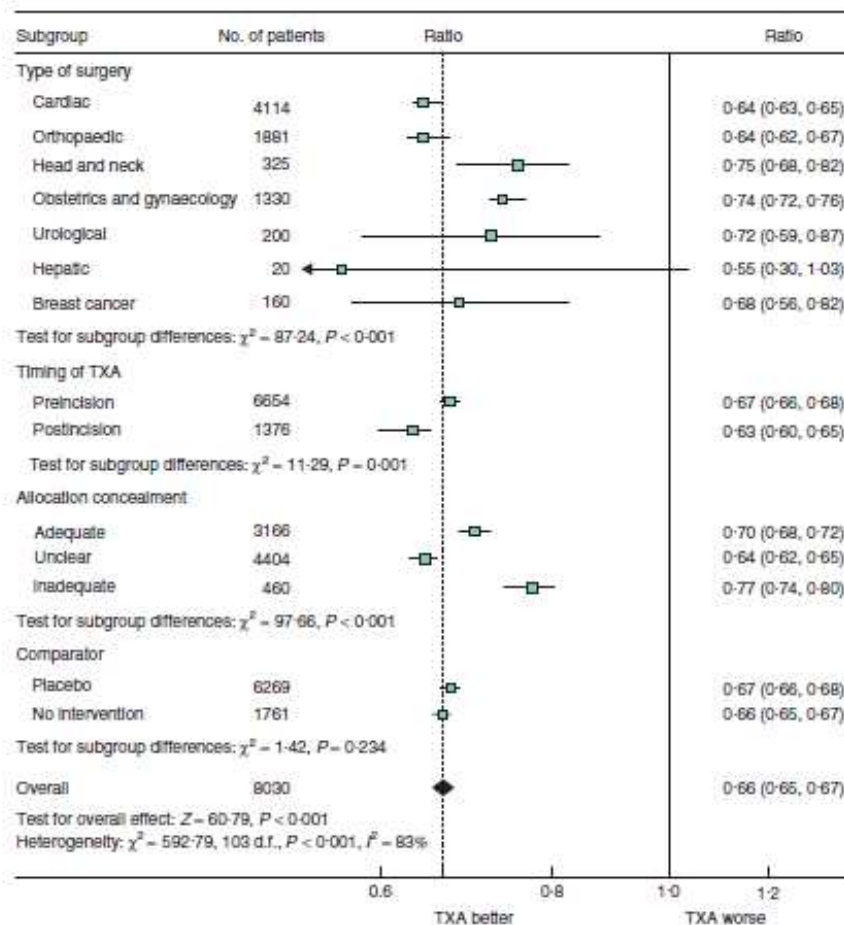 Subgroup No. of patients Ratio Ratio
Type of surgery
Cardiac 4114 0·64 (0·63, 0·65)
Orthopaedic 1881 0·64 (0·62, 0·67)
Head and neck 325 0·75 (0·68, 0·82)
Obstetrics and gynaecology 1330 0·74 (0·72, 0·76)
Urological 200 0·72 (0·59, 0·87)
Hepatic 20 0·55 (0·30, 1·03)
Breast cancer 160 0·68 (0·56, 0·82)
Test for subgroup differences: χ² = 87·24, P < 0·001
Timing of TXA
Preincision 6654 0·67 (0·66, 0·68)
Postincision 1376 0·63 (0·60, 0·65)
Test for subgroup differences: χ² = 11·29, P = 0·001
Allocation concealment
Adequate 3166 0·70 (0·68, 0·72)
Unclear 4404 0·64 (0·62, 0·65)
Inadequate 460 0·77 (0·74, 0·80)
Test for subgroup differences: χ² = 97·66, P < 0·001
Comparator
Placebo 6269 0·67 (0·66, 0·68)
No intervention 1761 0·66 (0·65, 0·67)
Test for subgroup differences: χ² = 1·42, P = 0·234
Overall 8030 0·66 (0·65, 0·67)
Test for overall effect: Z = 60·79, P < 0·001
Heterogeneity: χ² = 592·79, 103 d.f., P < 0·001, I² = 83%
0.6 0.8 1.0 1.2
TXA better TXA worse